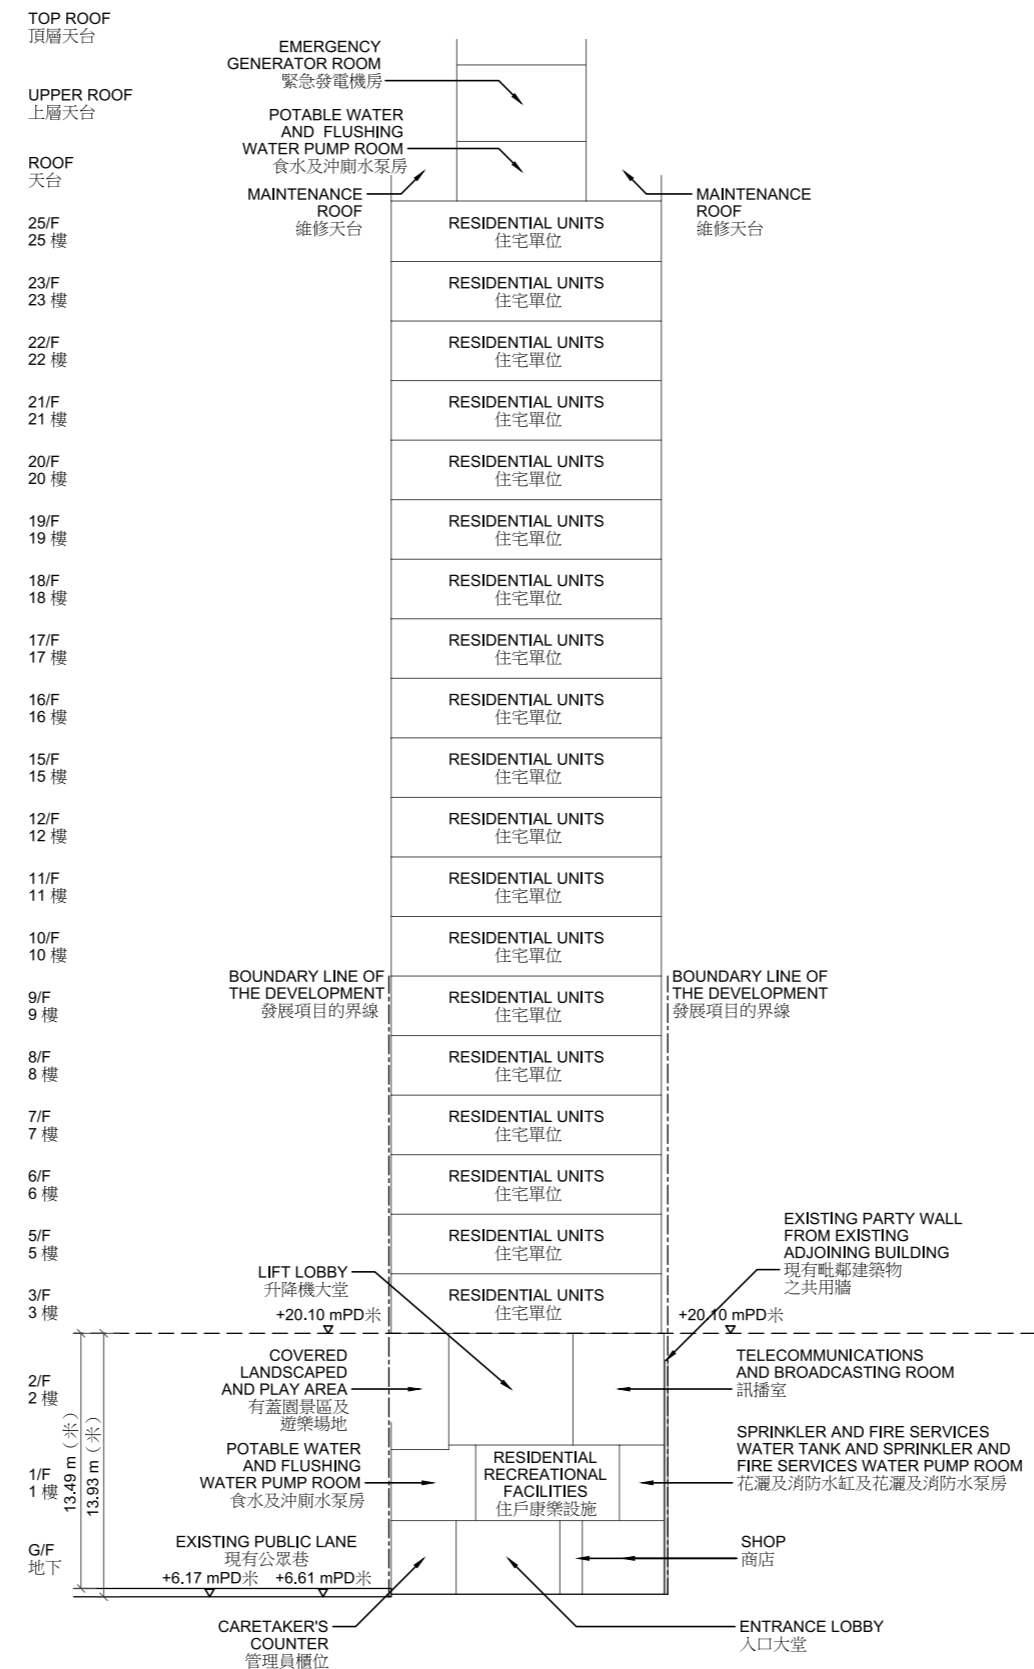 TOP ROOF
頂層天台
EMERGENCY
GENERATOR ROOM
緊急發電機房
UPPER ROOF
上層天台
POTABLE WATER
AND FLUSHING
WATER PUMP ROOM
食水及沖廁水泵房
ROOF
天台
MAINTENANCE
ROOF
維修天台
MAINTENANCE
ROOF
維修天台
25/F
25 樓
RESIDENTIAL UNITS
住宅單位
23/F
23 樓
RESIDENTIAL UNITS
住宅單位
22/F
22 樓
RESIDENTIAL UNITS
住宅單位
21/F
21 樓
RESIDENTIAL UNITS
住宅單位
20/F
20 樓
RESIDENTIAL UNITS
住宅單位
19/F
19 樓
RESIDENTIAL UNITS
住宅單位
18/F
18 樓
RESIDENTIAL UNITS
住宅單位
17/F
17 樓
RESIDENTIAL UNITS
住宅單位
16/F
16 樓
RESIDENTIAL UNITS
住宅單位
15/F
15 樓
RESIDENTIAL UNITS
住宅單位
12/F
12 樓
RESIDENTIAL UNITS
住宅單位
11/F
11 樓
RESIDENTIAL UNITS
住宅單位
10/F
10 樓
RESIDENTIAL UNITS
住宅單位
BOUNDARY LINE OF
THE DEVELOPMENT
發展項目的界線
BOUNDARY LINE OF
THE DEVELOPMENT
發展項目的界線
9/F
9 樓
RESIDENTIAL UNITS
住宅單位
8/F
8 樓
RESIDENTIAL UNITS
住宅單位
7/F
7 樓
RESIDENTIAL UNITS
住宅單位
6/F
6 樓
RESIDENTIAL UNITS
住宅單位
5/F
5 樓
RESIDENTIAL UNITS
住宅單位
EXISTING PARTY WALL
FROM EXISTING
ADJOINING BUILDING
現有毗鄰建築物
之共用牆
LIFT LOBBY
升降機大堂
3/F
3 樓
RESIDENTIAL UNITS
住宅單位
+20.10 mPD米
+20.10 mPD米
2/F
2 樓
COVERED
LANDSCAPED
AND PLAY AREA
有蓋園景區及
遊樂場地
TELECOMMUNICATIONS
AND BROADCASTING ROOM
訊播室
13.49 m（米）
13.93 m（米）
1/F
1 樓
POTABLE WATER
AND FLUSHING
WATER PUMP ROOM
食水及沖廁水泵房
RESIDENTIAL
RECREATIONAL
FACILITIES
住戶康樂設施
SPRINKLER AND FIRE SERVICES
WATER TANK AND SPRINKLER AND
FIRE SERVICES WATER PUMP ROOM
花灑及消防水缸及花灑及消防水泵房
G/F
地下
EXISTING PUBLIC LANE
現有公眾巷
+6.17 mPD米
+6.61 mPD米
SHOP
商店
CARETAKER'S
COUNTER
管理員櫃位
ENTRANCE LOBBY
入口大堂